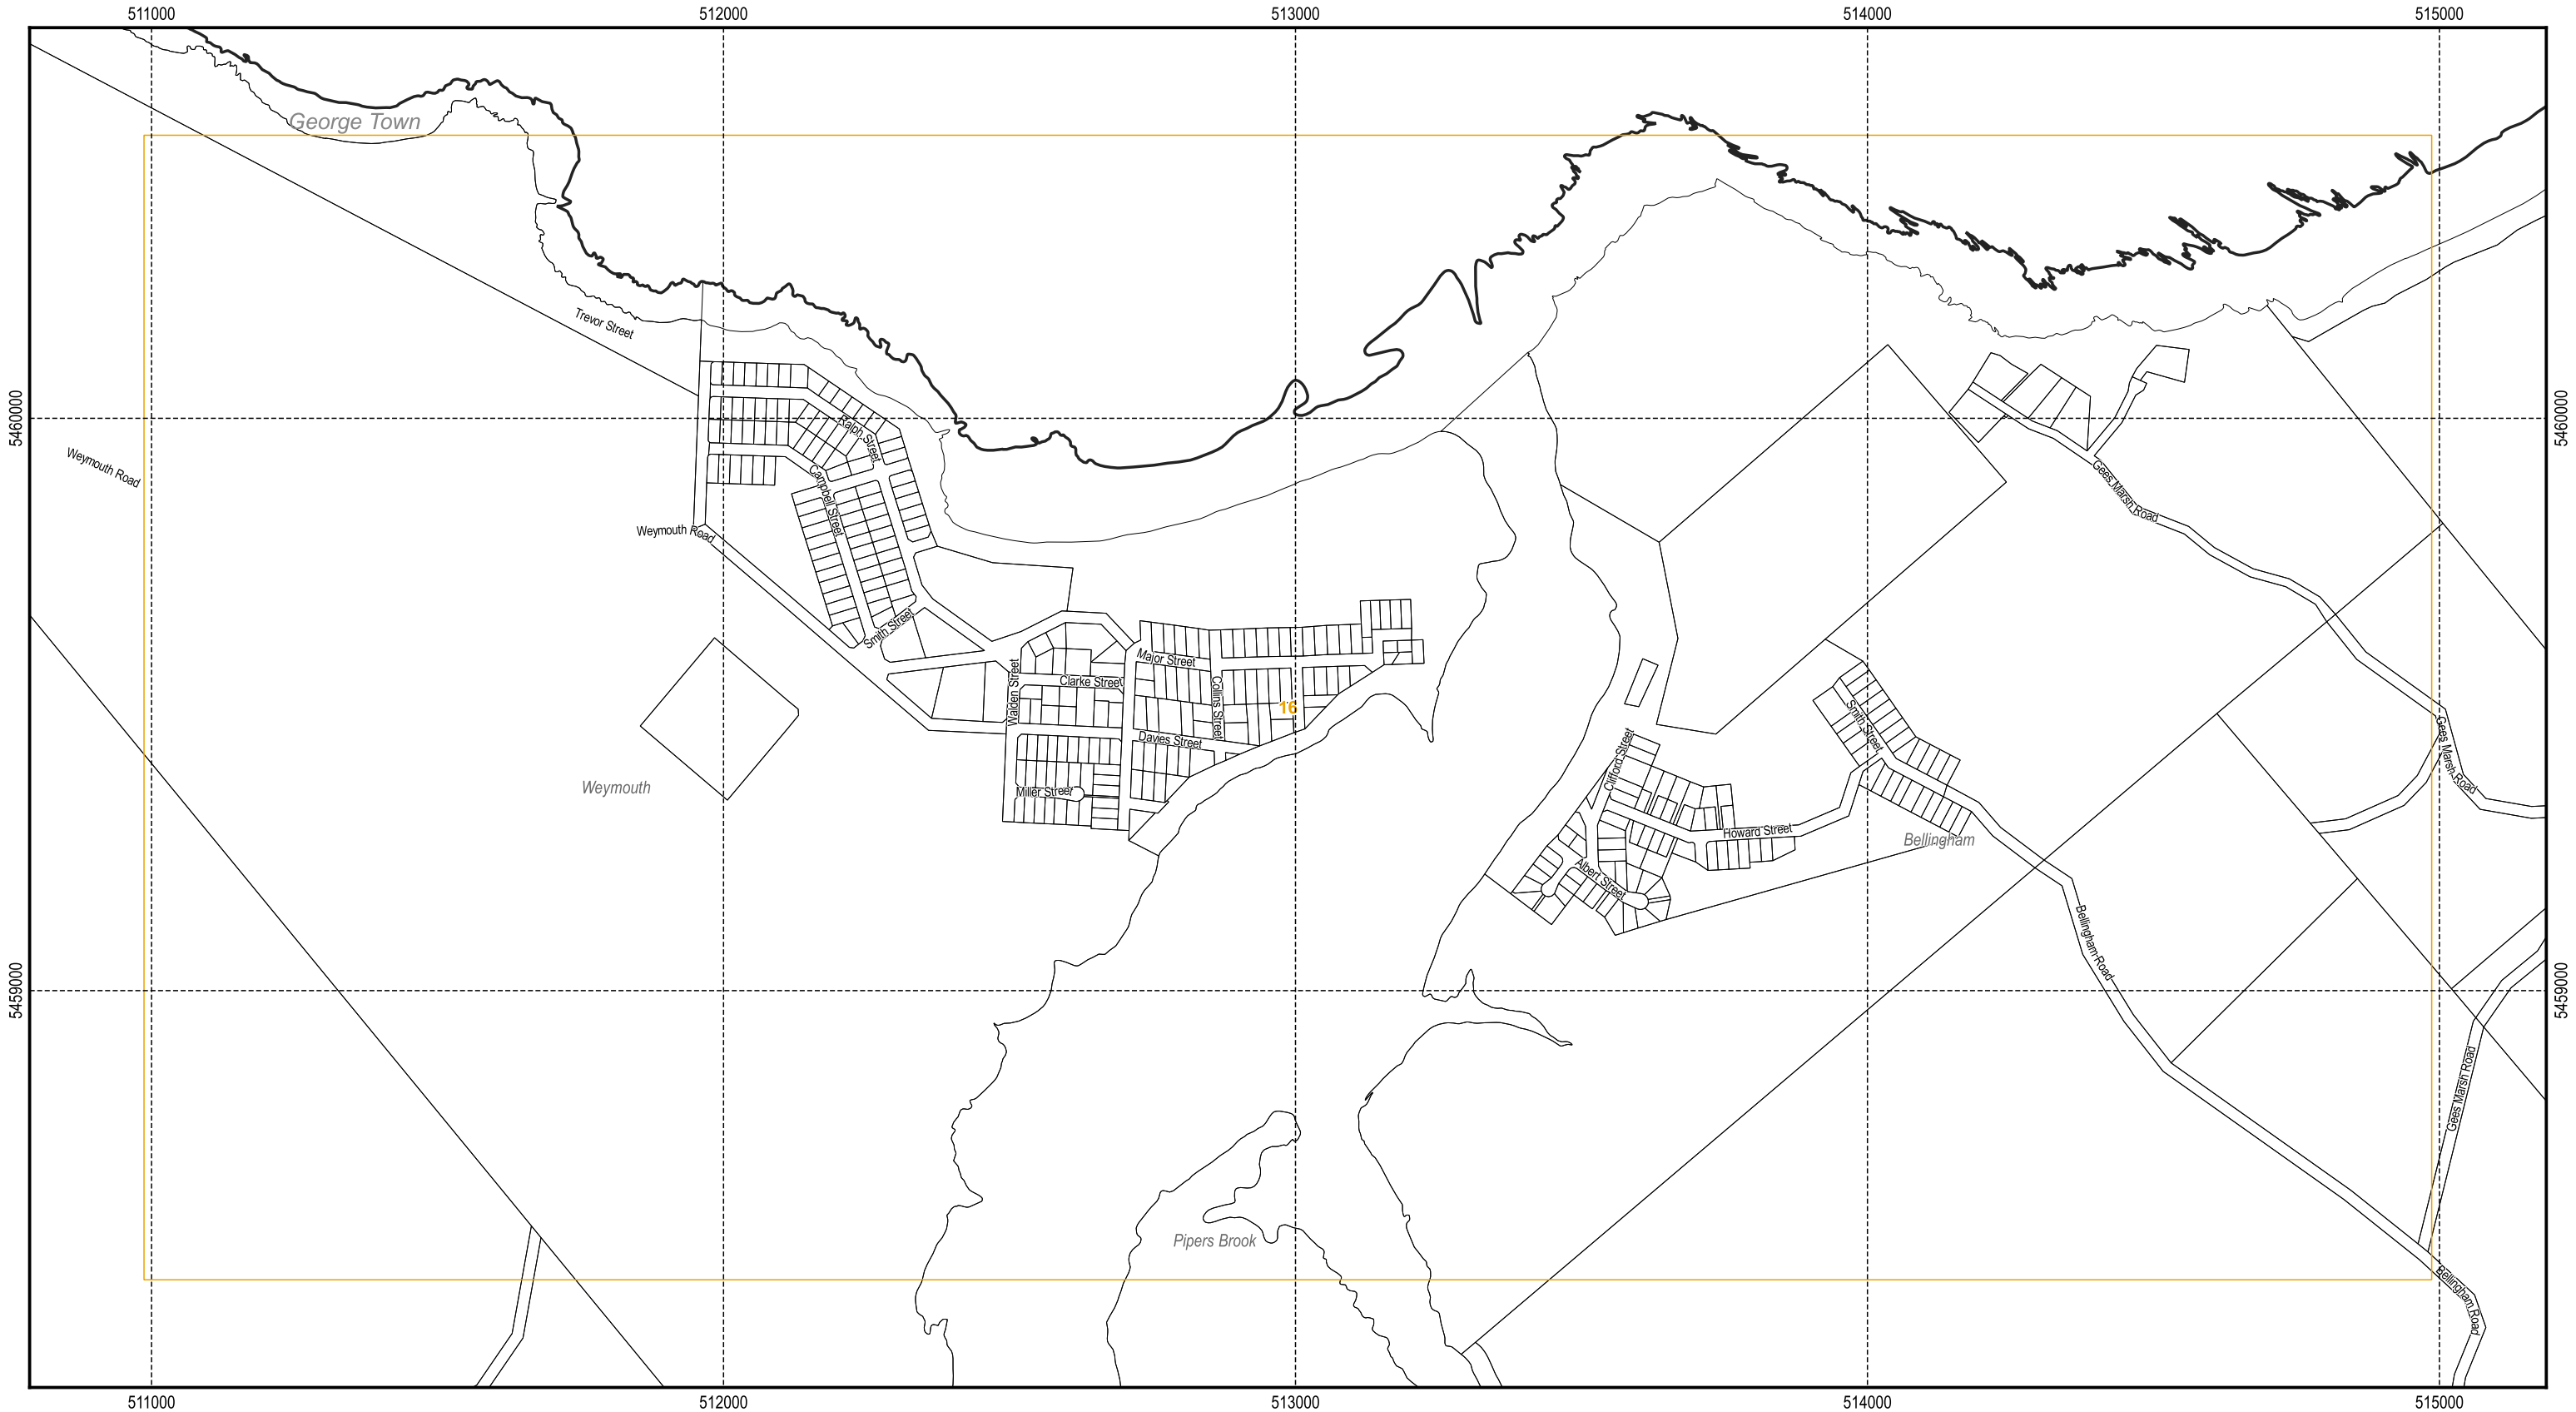 511000
512000
513000
514000
515000
George Town
Trevor Street
5460000
5460000
Ralph Street
Weymouth Road
Gees Marsh Road
Campbell Street
Weymouth Road
Smith Street
Major Street
Walden Street
Clarke Street
Collins Street
16
Smith Street
Davies Street
Clifford Street
Gees Marsh Road
Weymouth
Miller Street
Howard Street
Bellingham
Albert Street
Bellingham Road
5459000
5459000
Gees Marsh Road
Pipers Brook
Bellingham Road
511000
512000
513000
514000
515000